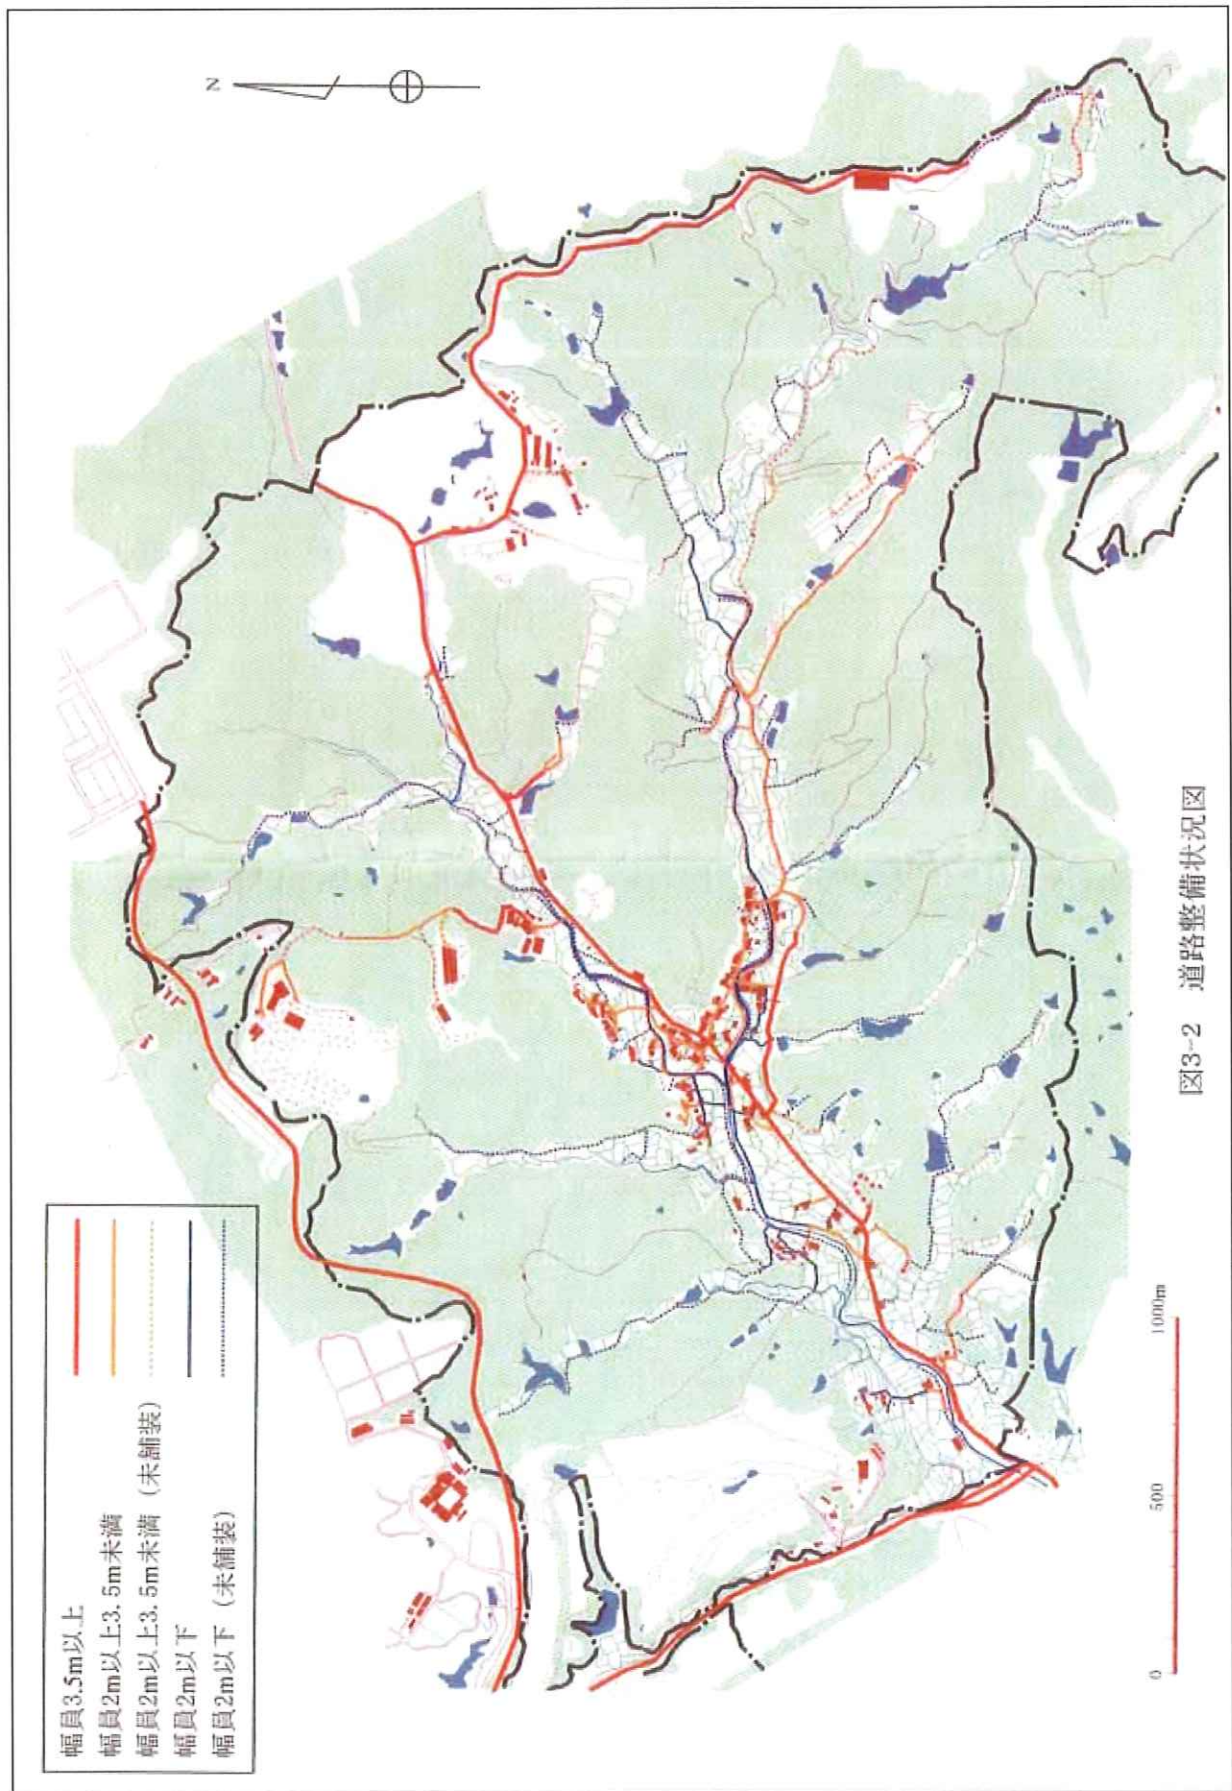 幅員3.5m以上
幅員2m以上3.5m未満
幅員2m以上3.5m未満（未舗装）
幅員2m以下
幅員2m以下（未舗装）
N
0 500 1000m
図3-2 道路整備状況図